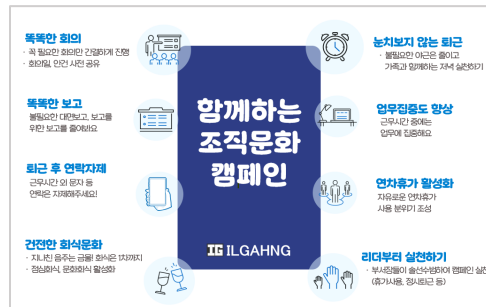 똑똑한 회의
· 꼭 필요한 회의만 간결하게 진행
· 회의일, 안건 사전 공유
똑똑한 보고
불필요한 대면보고, 보고를
위한 보고를 줄여봐요
퇴근 후 연락자제
근무시간 외 문자 등
연락은 자제해주세요!
건전한 회식문화
· 지나친 음주는 금물! 회식은 1차까지
· 점심회식, 문화회식 활성화
함께하는
조직문화
캠페인
IG ILGAHNG
눈치보지 않는 퇴근
· 불필요한 야근은 줄이고
가족과 함께하는 저녁 실천하기
업무집중도 향상
근무시간 중에는
업무에 집중해요
연차휴가 활성화
자유로운 연차휴가
사용 분위기 조성
리더부터 실천하기
· 부서장들이 솔선수범하여 캠페인 실천
(휴가사용, 정시퇴근 등)